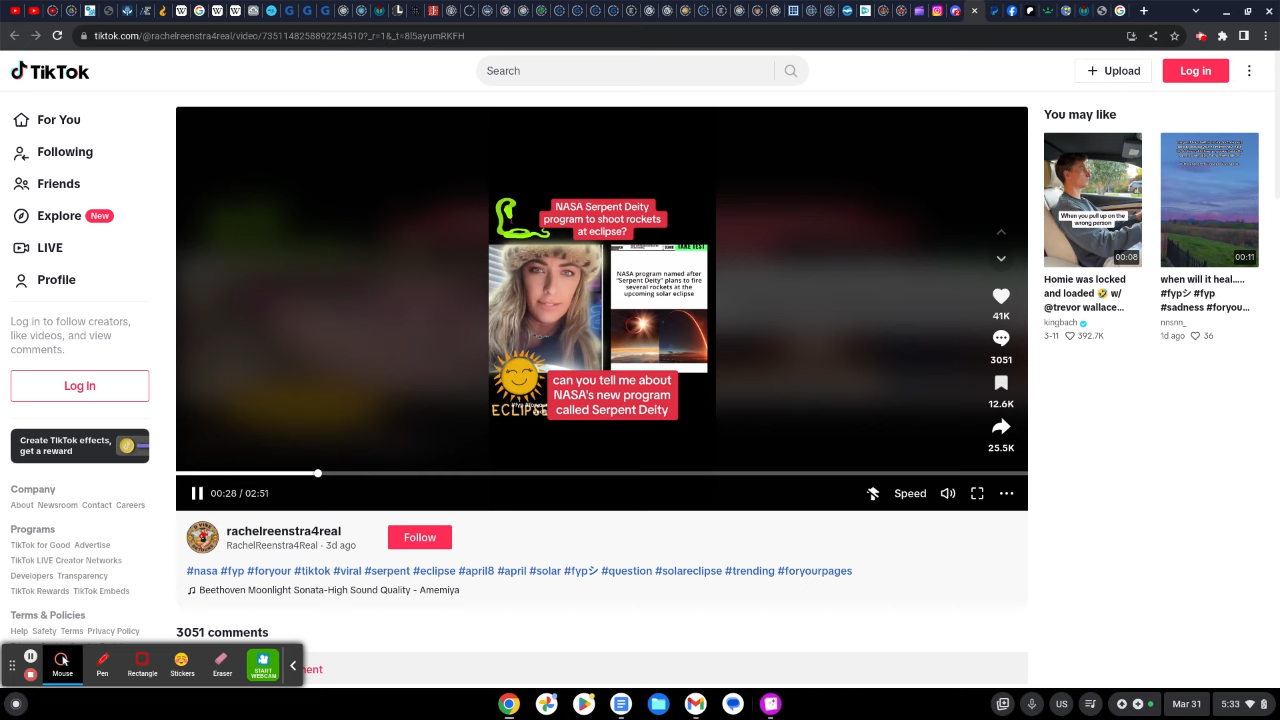 tiktok.com/@rachelreenstra4real/video/7351148258892254510?_r=1&_t=8l5ayumRKFH
TikTok
Search
Upload
Log in
For You
Following
Friends
Explore New
LIVE
Profile
Log in to follow creators,
like videos, and view
comments.
Log in
Create TikTok effects,
get a reward
Company
About Newsroom Contact Careers
Programs
TikTok for Good Advertise
TikTok LIVE Creator Networks
Developers Transparency
TikTok Rewards TikTok Embeds
Terms & Policies
Help Safety Terms Privacy Policy
NASA Serpent Deity
program to shoot rockets
at eclipse?
TAKE TEST
NASA program named after
"Serpent Deity" plans to fire
several rockets at the
upcoming solar eclipse
ECLIPSE
can you tell me about
NASA's new program
called Serpent Deity
41K
3051
12.6K
25.5K
00:28 / 02:51
Speed
rachelreenstra4real
RachelReenstra4Real · 3d ago
Follow
#nasa #fyp #foryour #tiktok #viral #serpent #eclipse #april8 #april #solar #fypシ #question #solareclipse #trending #foryourpages
Beethoven Moonlight Sonata-High Sound Quality - Amemiya
3051 comments
You may like
When you pull up on the
wrong person
00:08
Homie was locked
and loaded 🤣 w/
@trevor wallace...
kingbach
3-11 392.7K
00:11
when will it heal.....
#fypシ #fyp
#sadness #foryou...
nnsnn_
1d ago 36
Mouse
Pen
Rectangle
Stickers
Eraser
START
WEBCAM
US
Mar 31
5:33